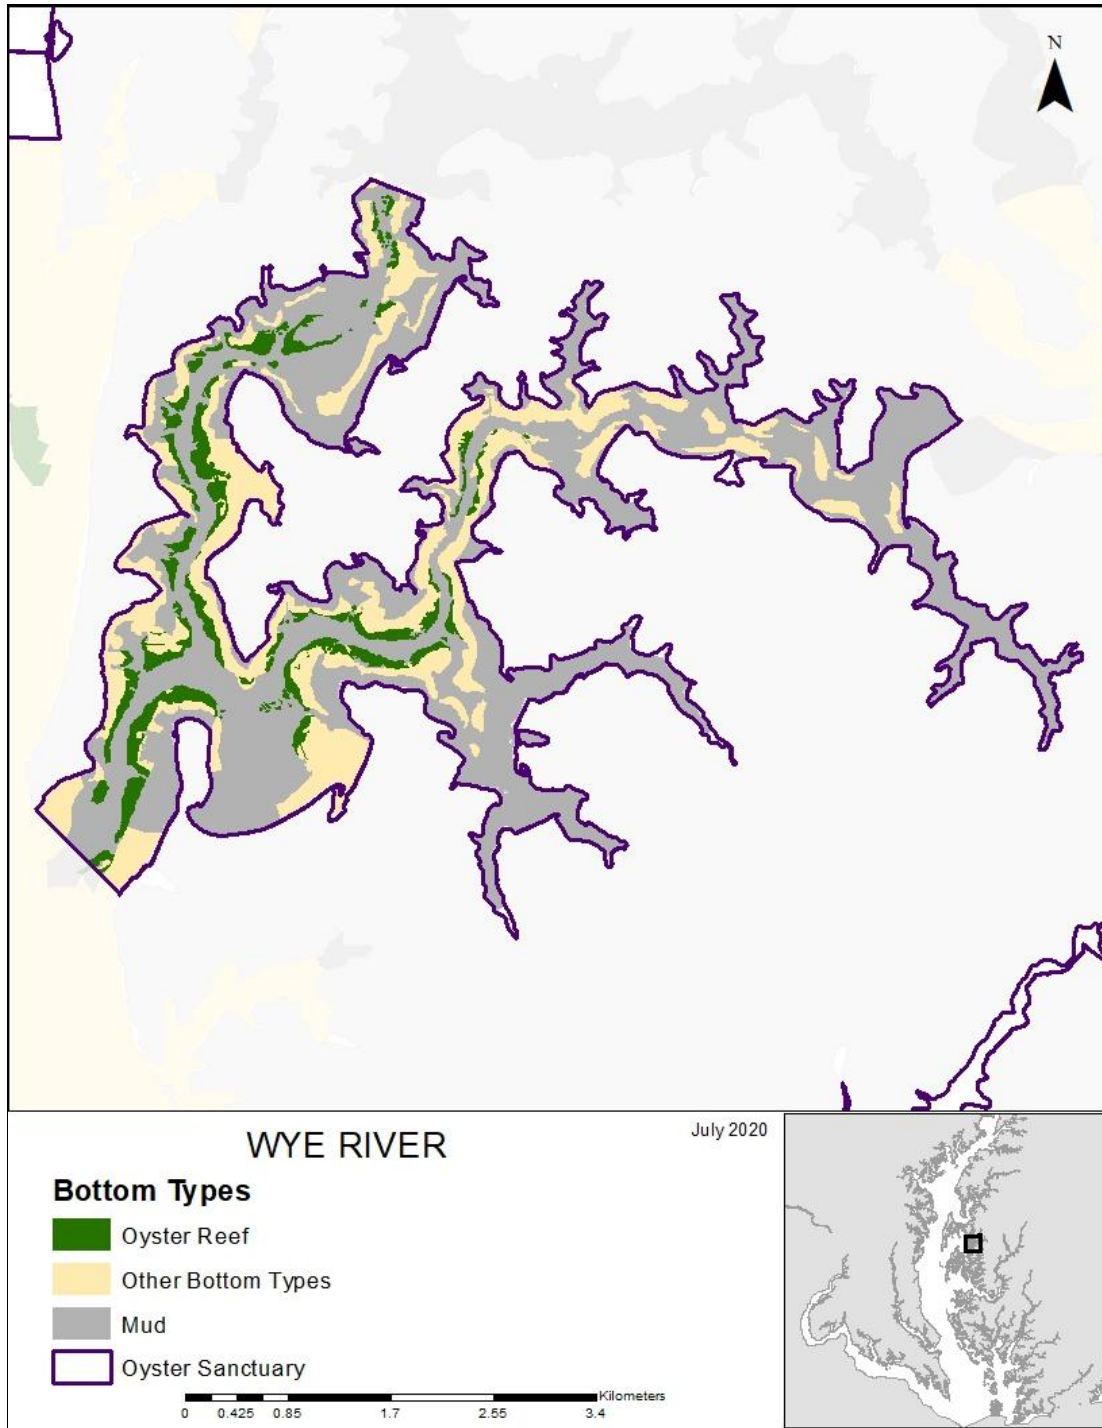 N
WYE RIVER
July 2020
Bottom Types
Oyster Reef
Other Bottom Types
Mud
Oyster Sanctuary
Kilometers
0 0.425 0.85 1.7 2.55 3.4